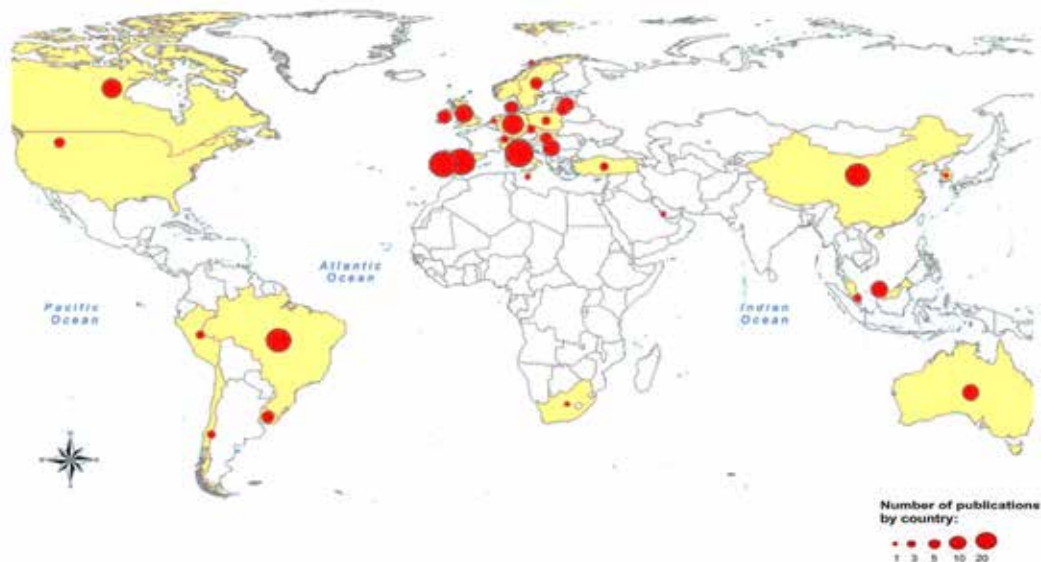 Atlantic
Ocean
Pacific
Ocean
Indian
Ocean
Number of publications
by country:
1 3 5 10 20